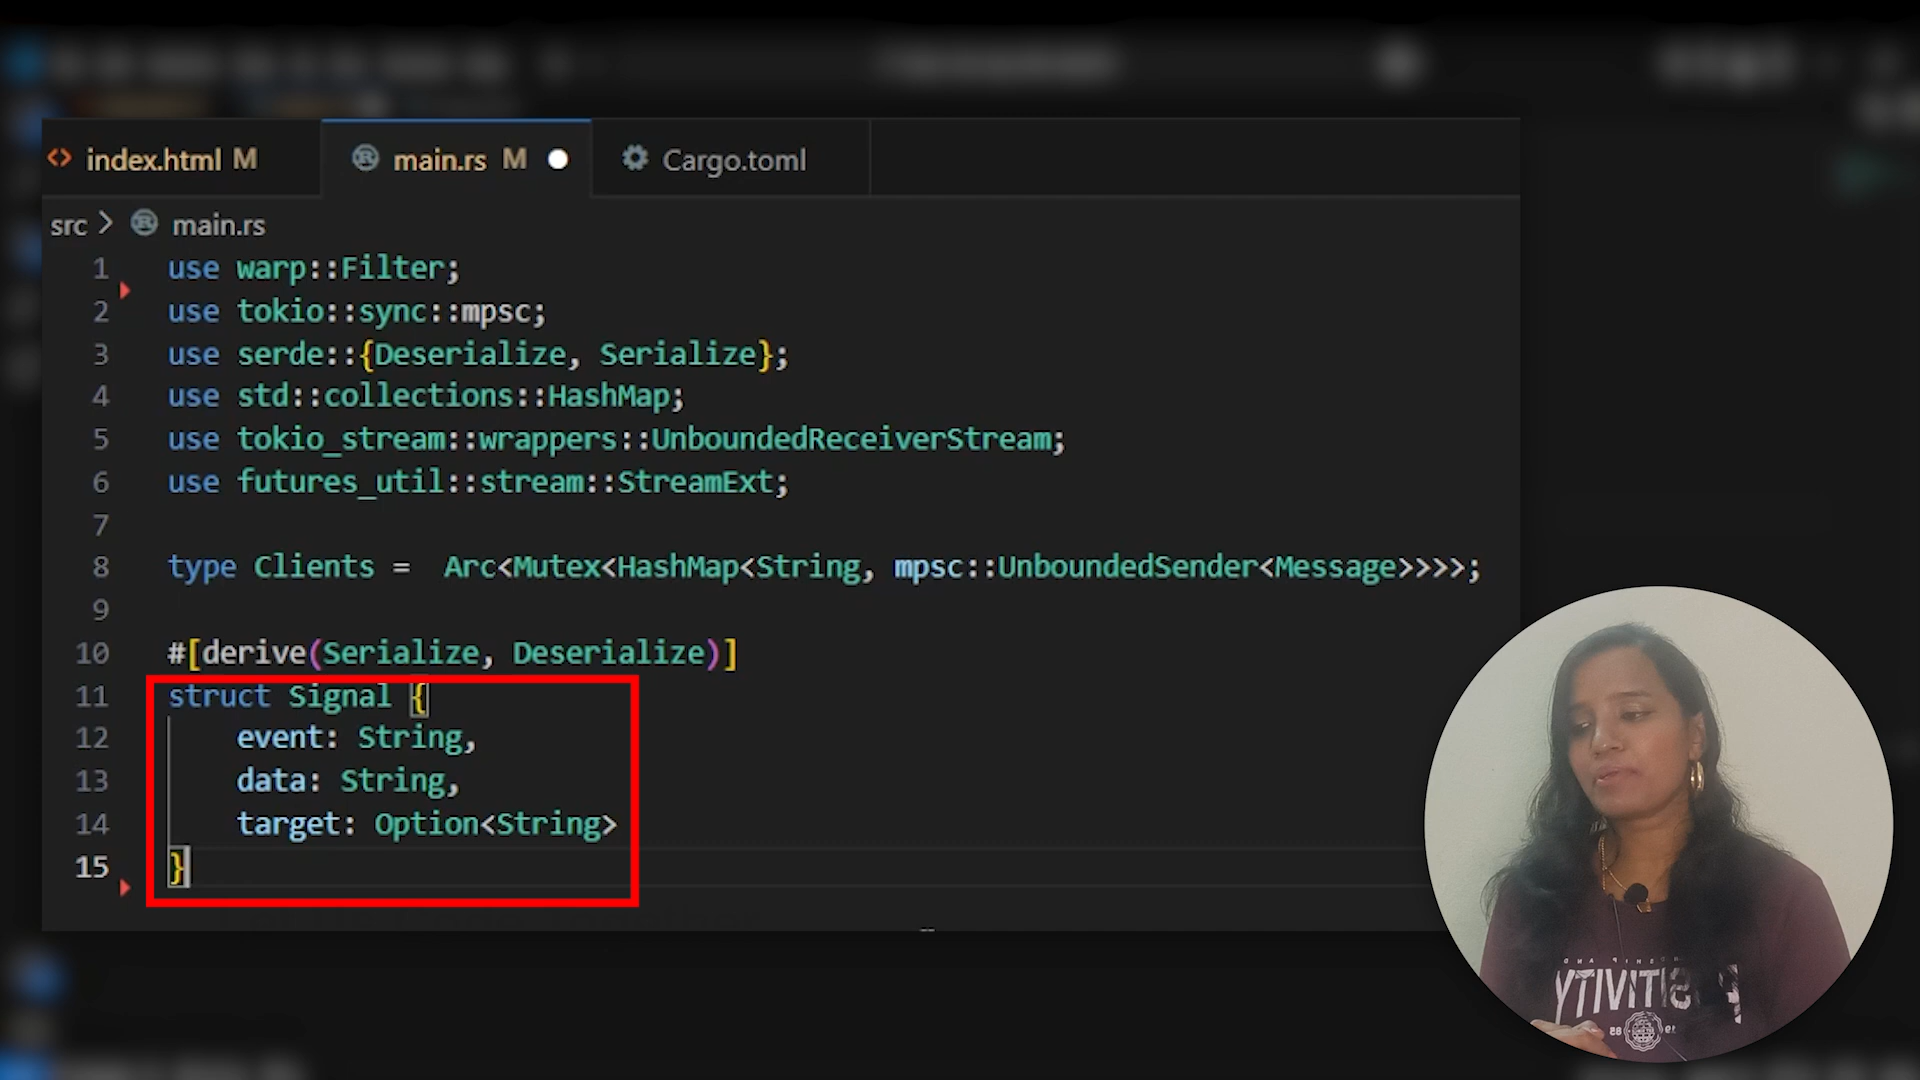 index.html M
main.rs M
Cargo.toml
src > main.rs
1 use warp::Filter;
2 use tokio::sync::mpsc;
3 use serde::{Deserialize, Serialize};
4 use std::collections::HashMap;
5 use tokio_stream::wrappers::UnboundedReceiverStream;
6 use futures_util::stream::StreamExt;
7
8 type Clients =  Arc<Mutex<HashMap<String, mpsc::UnboundedSender<Message>>>>;
9
10 #[derive(Serialize, Deserialize)]
11 struct Signal {
12 event: String,
13 data: String,
14 target: Option<String>
15 }